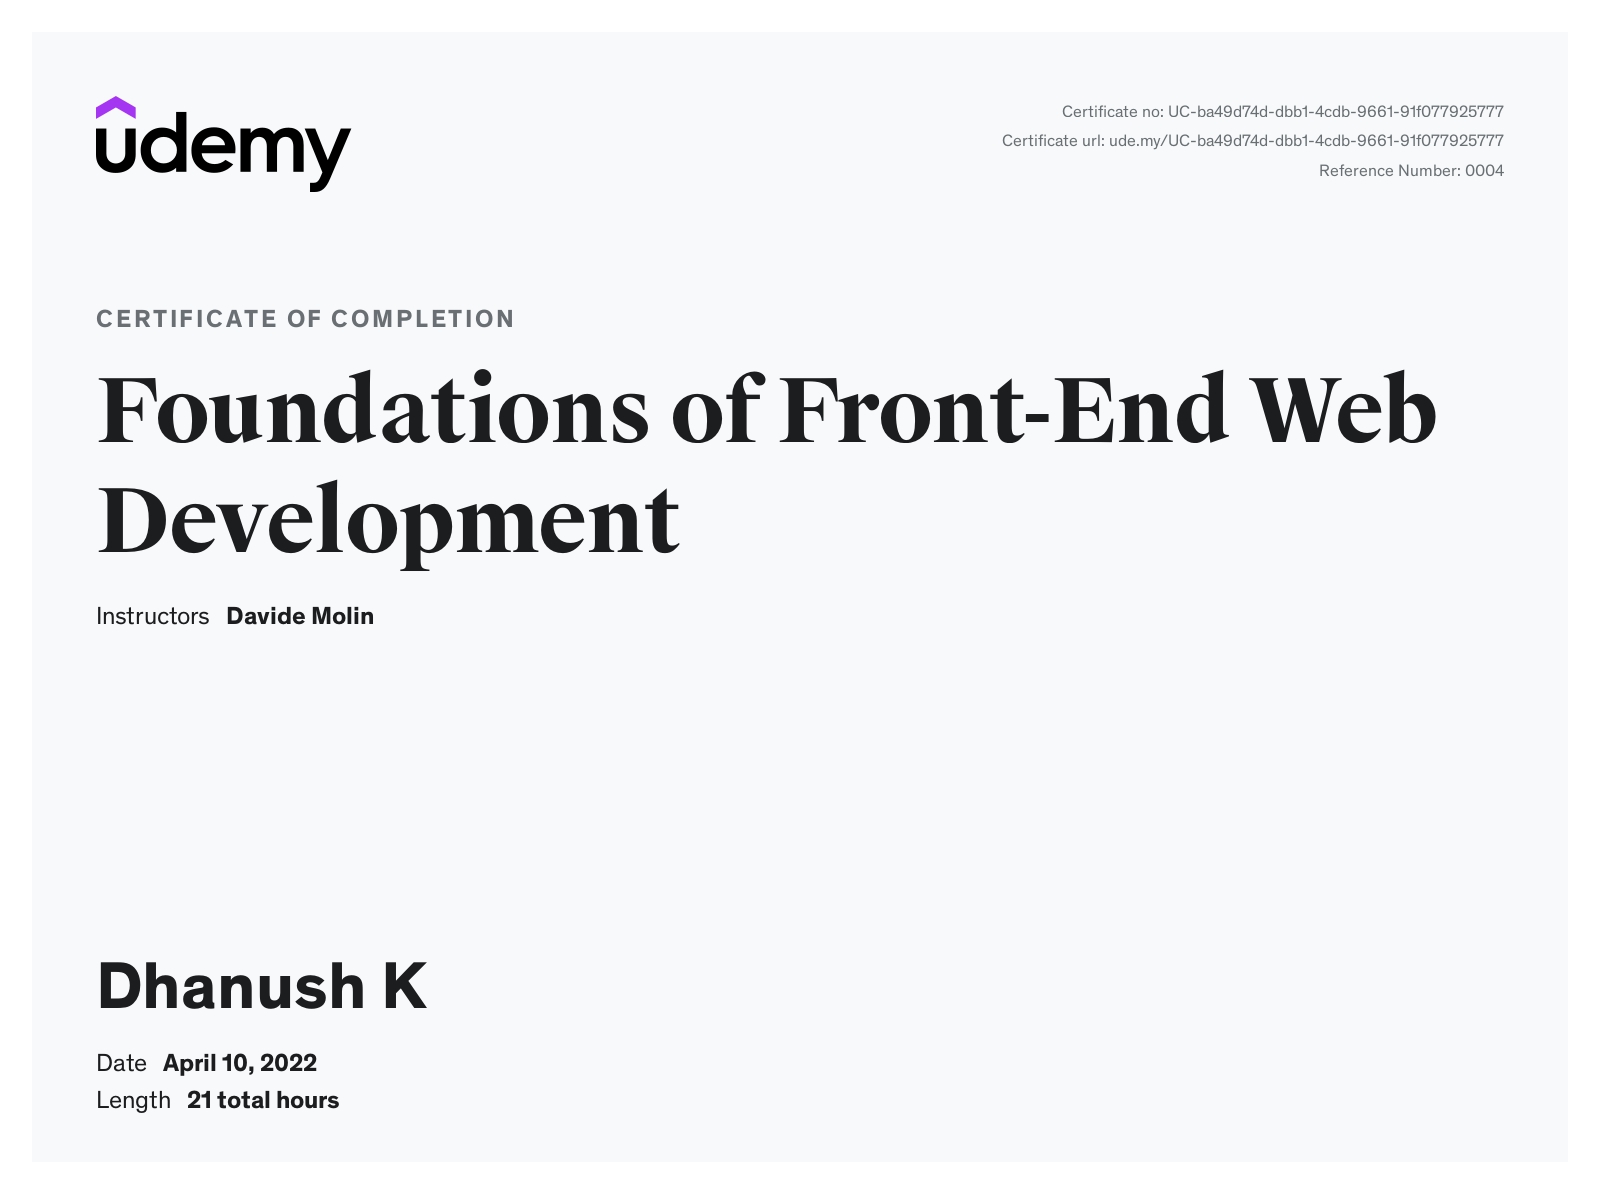 udemy
Certificate no: UC-ba49d74d-dbb1-4cdb-9661-91f077925777
Certificate url: ude.my/UC-ba49d74d-dbb1-4cdb-9661-91f077925777
Reference Number: 0004
CERTIFICATE OF COMPLETION
Foundations of Front-End Web
Development
Instructors Davide Molin
Dhanush K
Date April 10, 2022
Length 21 total hours